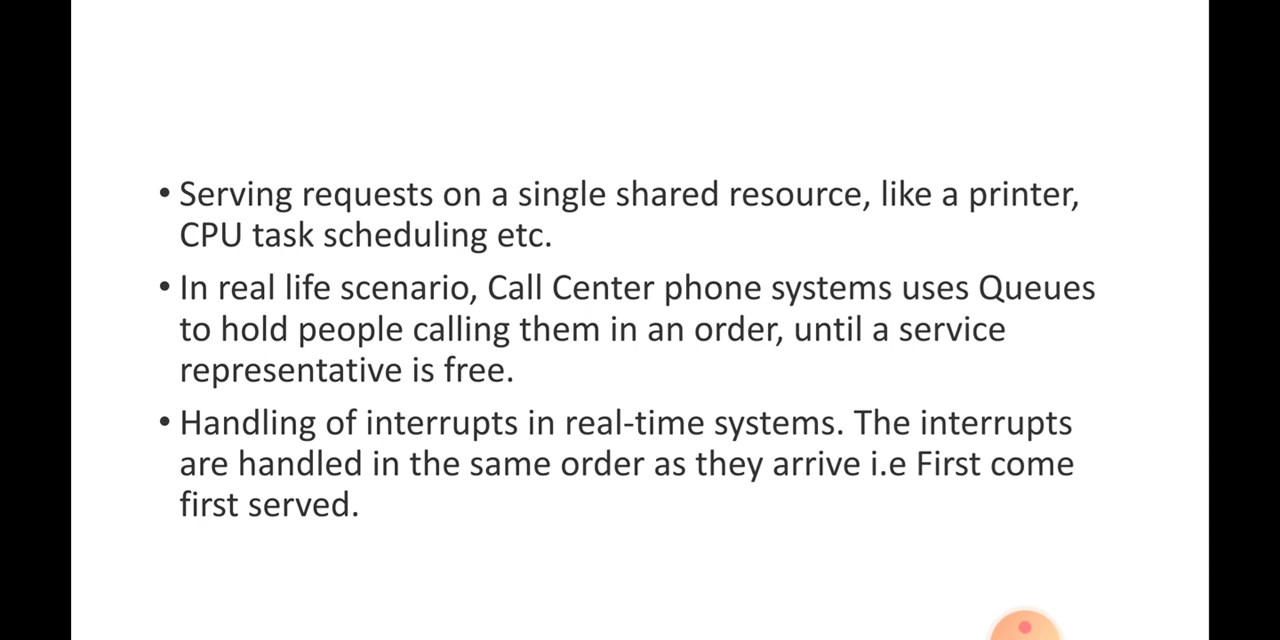 • Serving requests on a single shared resource, like a printer,
CPU task scheduling etc.
• In real life scenario, Call Center phone systems uses Queues
to hold people calling them in an order, until a service
representative is free.
• Handling of interrupts in real-time systems. The interrupts
are handled in the same order as they arrive i.e First come
first served.